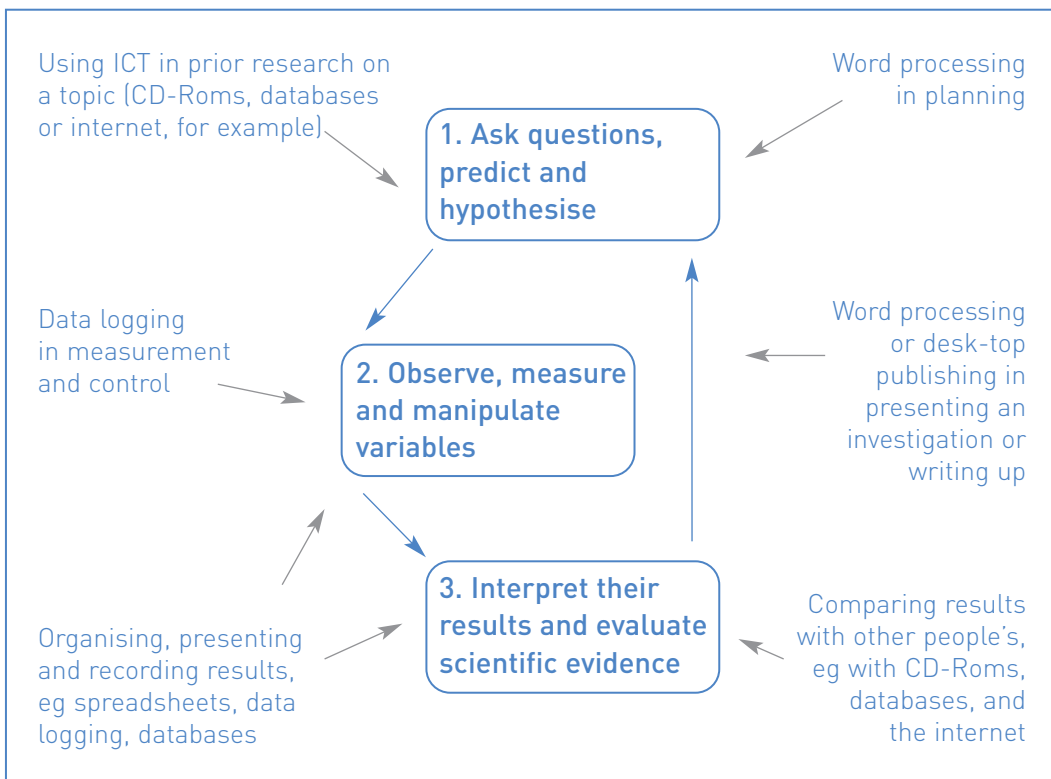 Using ICT in prior research on
a topic (CD-Roms, databases
or internet, for example)
Word processing
in planning
1. Ask questions,
predict and
hypothesise
Data logging
in measurement
and control
2. Observe, measure
and manipulate
variables
Word processing
or desk-top
publishing in
presenting an
investigation or
writing up
3. Interpret their
results and evaluate
scientific evidence
Organising, presenting
and recording results,
eg spreadsheets, data
logging, databases
Comparing results
with other people's,
eg with CD-Roms,
databases, and
the internet